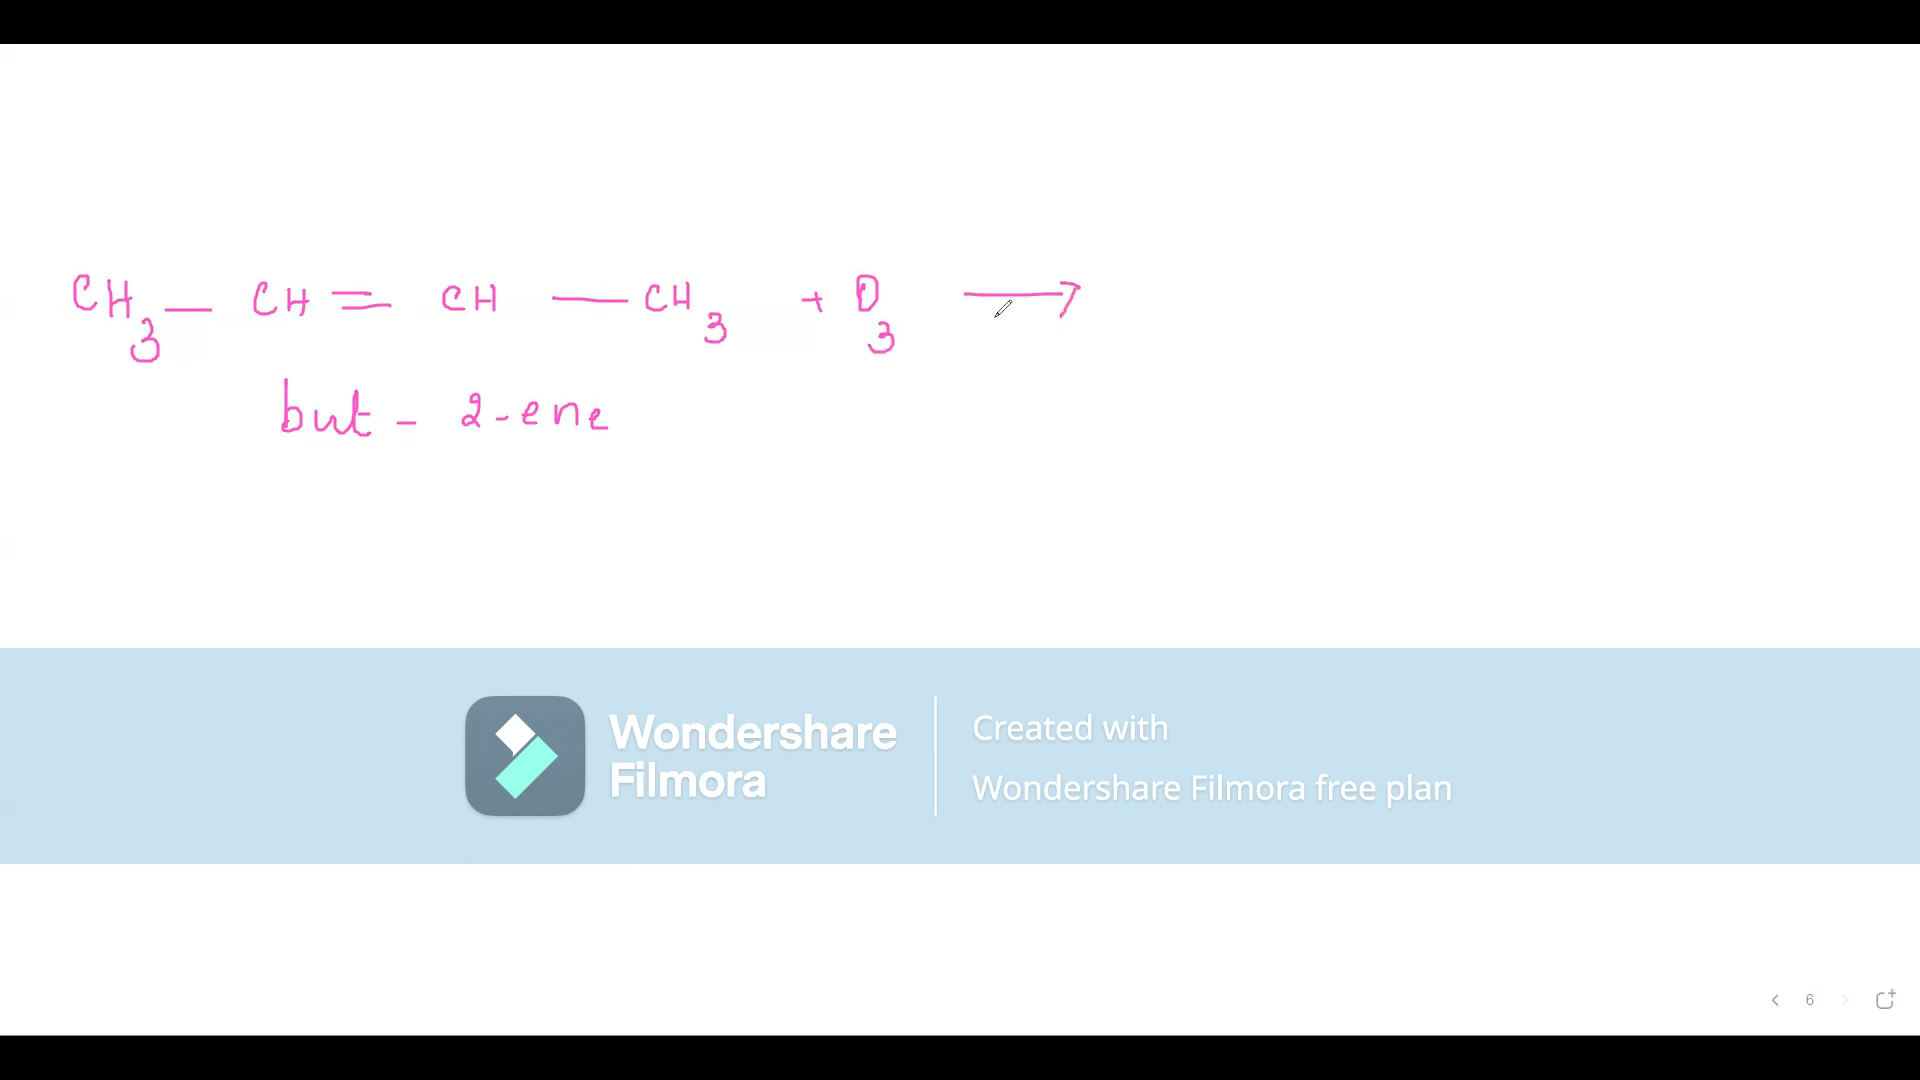 CH3 — CH = CH — CH3 + O3 →
but - 2-ene
Wondershare
Filmora
Created with
Wondershare Filmora free plan
6